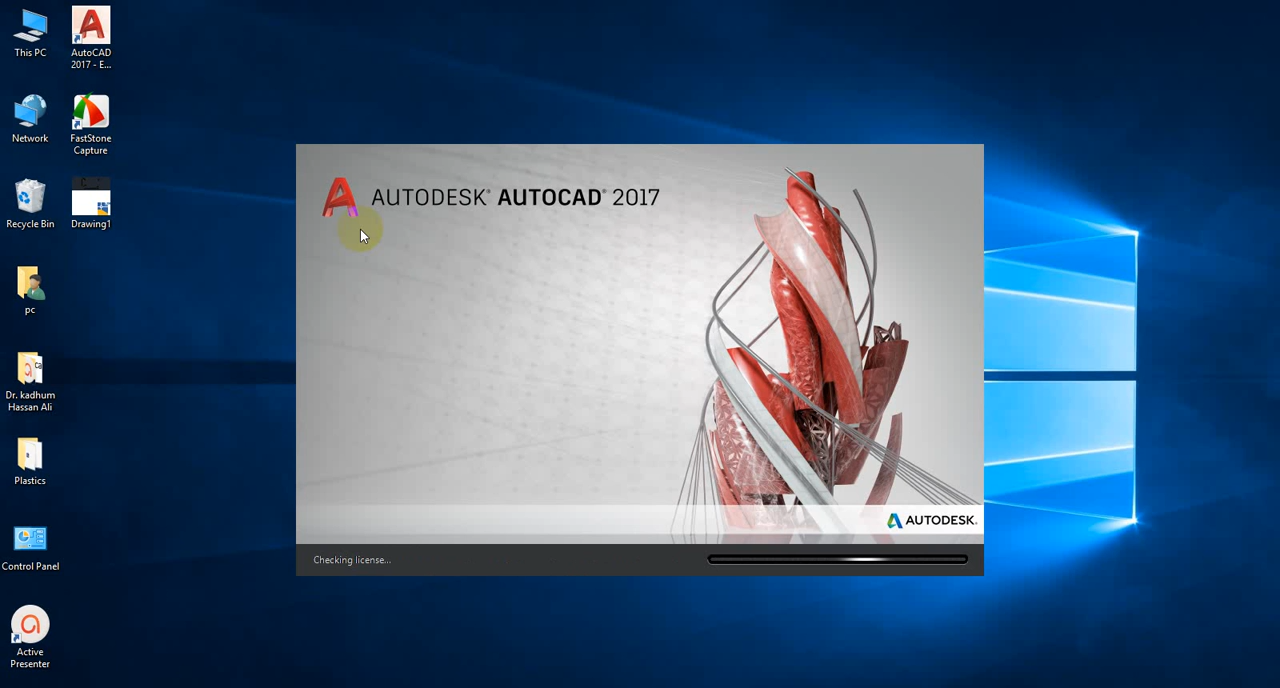 This PC
AutoCAD
2017 - E...
Network
FastStone
Capture
Recycle Bin
Drawing1
pc
Dr. kadhum
Hassan Ali
Plastics
Control Panel
Active
Presenter
AUTODESK® AUTOCAD® 2017
AUTODESK.
Checking license...